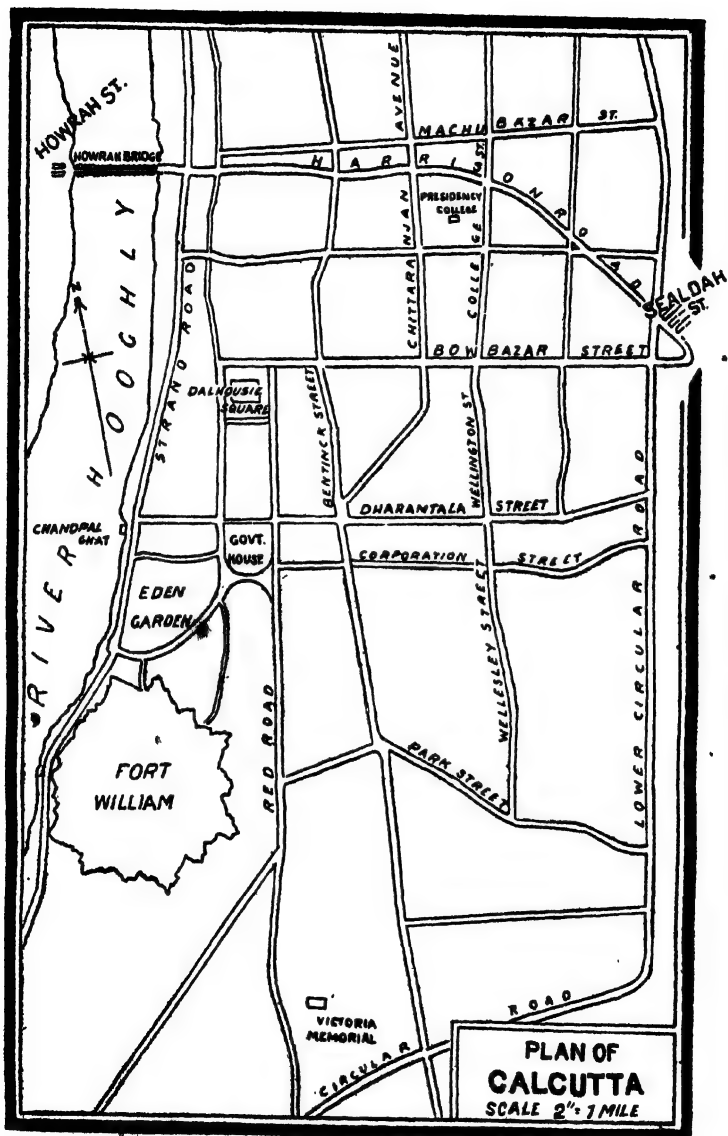 HOWRAH ST.
HOWRAH BRIDGE
RIVER HOOGHLY
N
STRAND ROAD
AVENUE
CHITTARANJAN
MACHU BAZAR ST.
HARRISON ROAD
PRESIDENCY
COLLEGE
COLLEGE ST.
SEALDAH
ST.
BOW BAZAR STREET
DALHOUSIE
SQUARE
BENTINCK STREET
WELLINGTON ST
CHANDPAL
GHAT
DHARAMTALA STREET
GOVT.
HOUSE
CORPORATION STREET
EDEN
GARDEN
WELLESLEY STREET
LOWER CIRCULAR ROAD
RED ROAD
PARK STREET
FORT
WILLIAM
VICTORIA
MEMORIAL
CIRCULAR ROAD
PLAN OF
CALCUTTA
SCALE 2"= 1 MILE